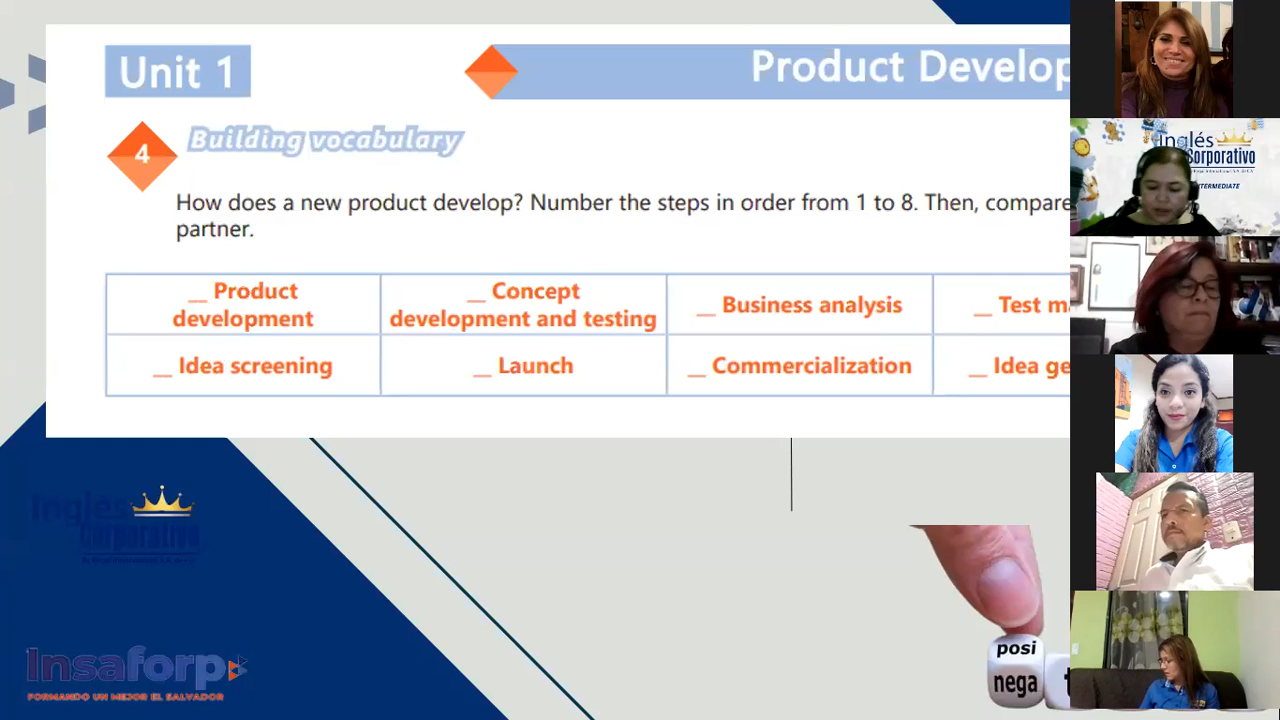 Unit 1
Product Develop
4
Building vocabulary
How does a new product develop? Number the steps in order from 1 to 8. Then, compare
partner.
__ Product
development
__ Concept
development and testing
__ Business analysis
__ Test m
__ Idea screening
__ Launch
__ Commercialization
__ Idea ge
Inglés
Corporativo
Insaforp
FORMANDO UN MEJOR EL SALVADOR
posi
nega
t
Inglés
Corporativo
INTERMEDIATE